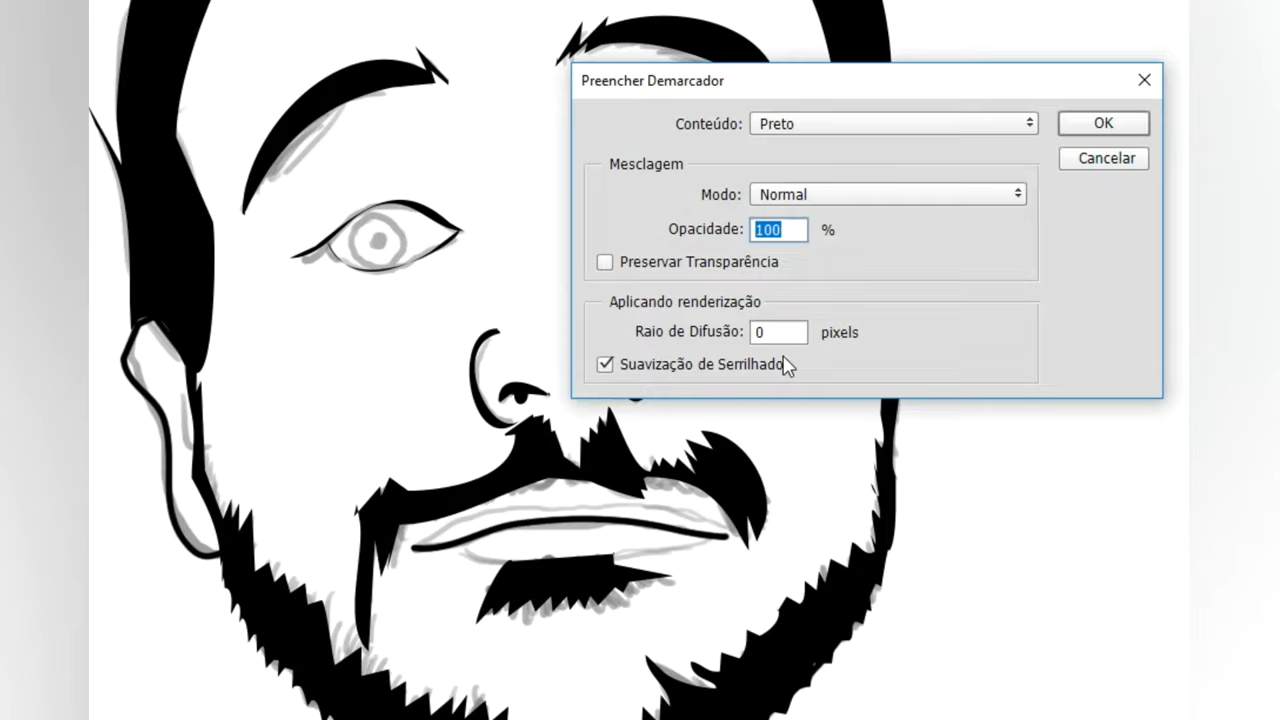 Preencher Demarcador
Conteúdo: Preto OK
Mesclagem Cancelar
Modo: Normal
Opacidade: 100 %
Preservar Transparência
Aplicando renderização
Raio de Difusão: 0 pixels
Suavização de Serrilhado